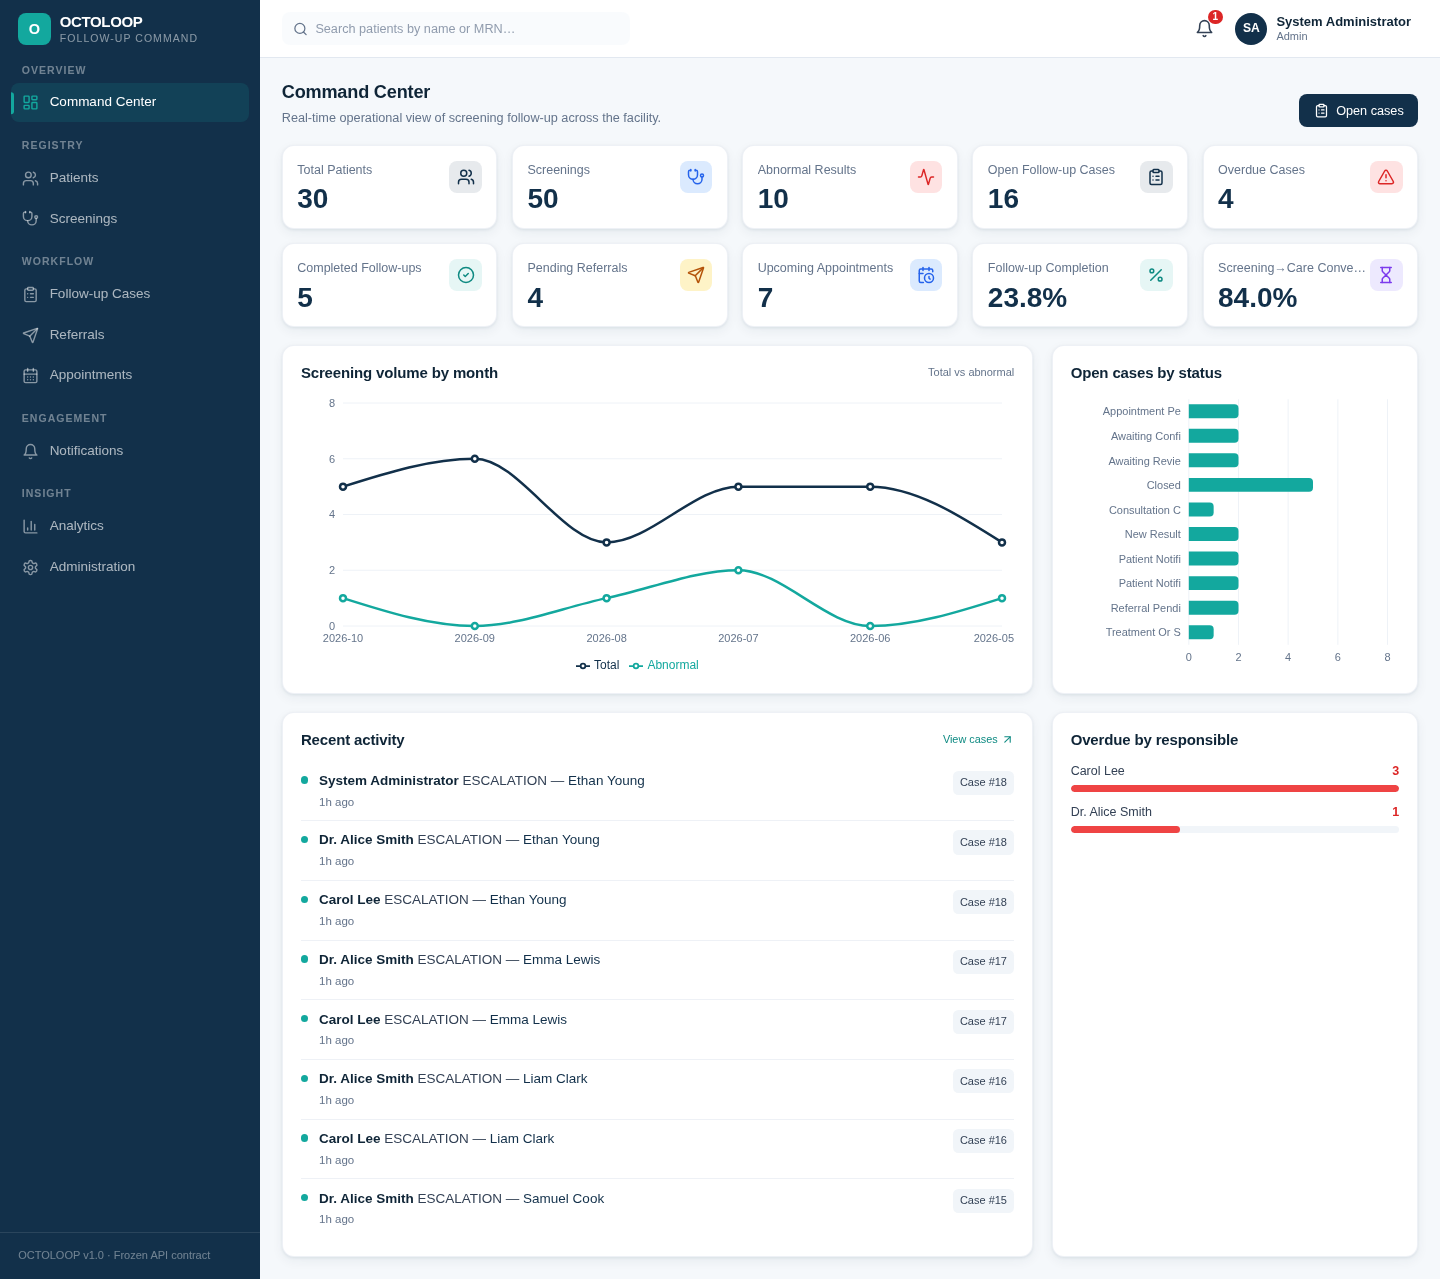 O
OCTOLOOP
FOLLOW-UP COMMAND
OVERVIEW
Command Center
REGISTRY
Patients
Screenings
WORKFLOW
Follow-up Cases
Referrals
Appointments
ENGAGEMENT
Notifications
INSIGHT
Analytics
Administration
OCTOLOOP v1.0 · Frozen API contract
Search patients by name or MRN…
1
SA
System Administrator
Admin
Command Center
Real-time operational view of screening follow-up across the facility.
Open cases
Total Patients
30
Screenings
50
Abnormal Results
10
Open Follow-up Cases
16
Overdue Cases
4
Completed Follow-ups
5
Pending Referrals
4
Upcoming Appointments
7
Follow-up Completion
23.8%
Screening→Care Conve…
84.0%
Screening volume by month
Total vs abnormal
8
6
4
2
0
2026-10 2026-09 2026-08 2026-07 2026-06 2026-05
Total Abnormal
Open cases by status
Appointment Pe
Awaiting Confi
Awaiting Revie
Closed
Consultation C
New Result
Patient Notifi
Patient Notifi
Referral Pendi
Treatment Or S
0 2 4 6 8
Recent activity
View cases
System Administrator ESCALATION — Ethan Young
1h ago
Case #18
Dr. Alice Smith ESCALATION — Ethan Young
1h ago
Case #18
Carol Lee ESCALATION — Ethan Young
1h ago
Case #18
Dr. Alice Smith ESCALATION — Emma Lewis
1h ago
Case #17
Carol Lee ESCALATION — Emma Lewis
1h ago
Case #17
Dr. Alice Smith ESCALATION — Liam Clark
1h ago
Case #16
Carol Lee ESCALATION — Liam Clark
1h ago
Case #16
Dr. Alice Smith ESCALATION — Samuel Cook
1h ago
Case #15
Overdue by responsible
Carol Lee 3
Dr. Alice Smith 1